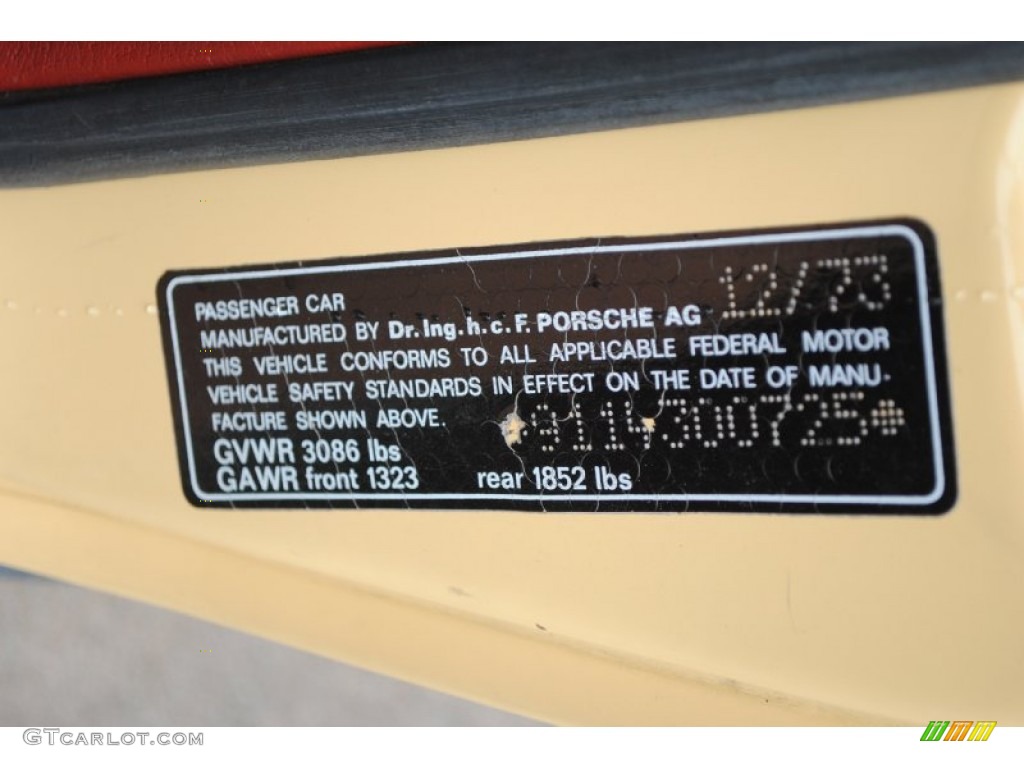 PASSENGER CAR 12/73
MANUFACTURED BY Dr.Ing.h.c.F. PORSCHE AG
THIS VEHICLE CONFORMS TO ALL APPLICABLE FEDERAL MOTOR
VEHICLE SAFETY STANDARDS IN EFFECT ON THE DATE OF MANU-
FACTURE SHOWN ABOVE. 9114300725
GVWR 3086 lbs
GAWR front 1323 rear 1852 lbs
GTCARLOT.COM